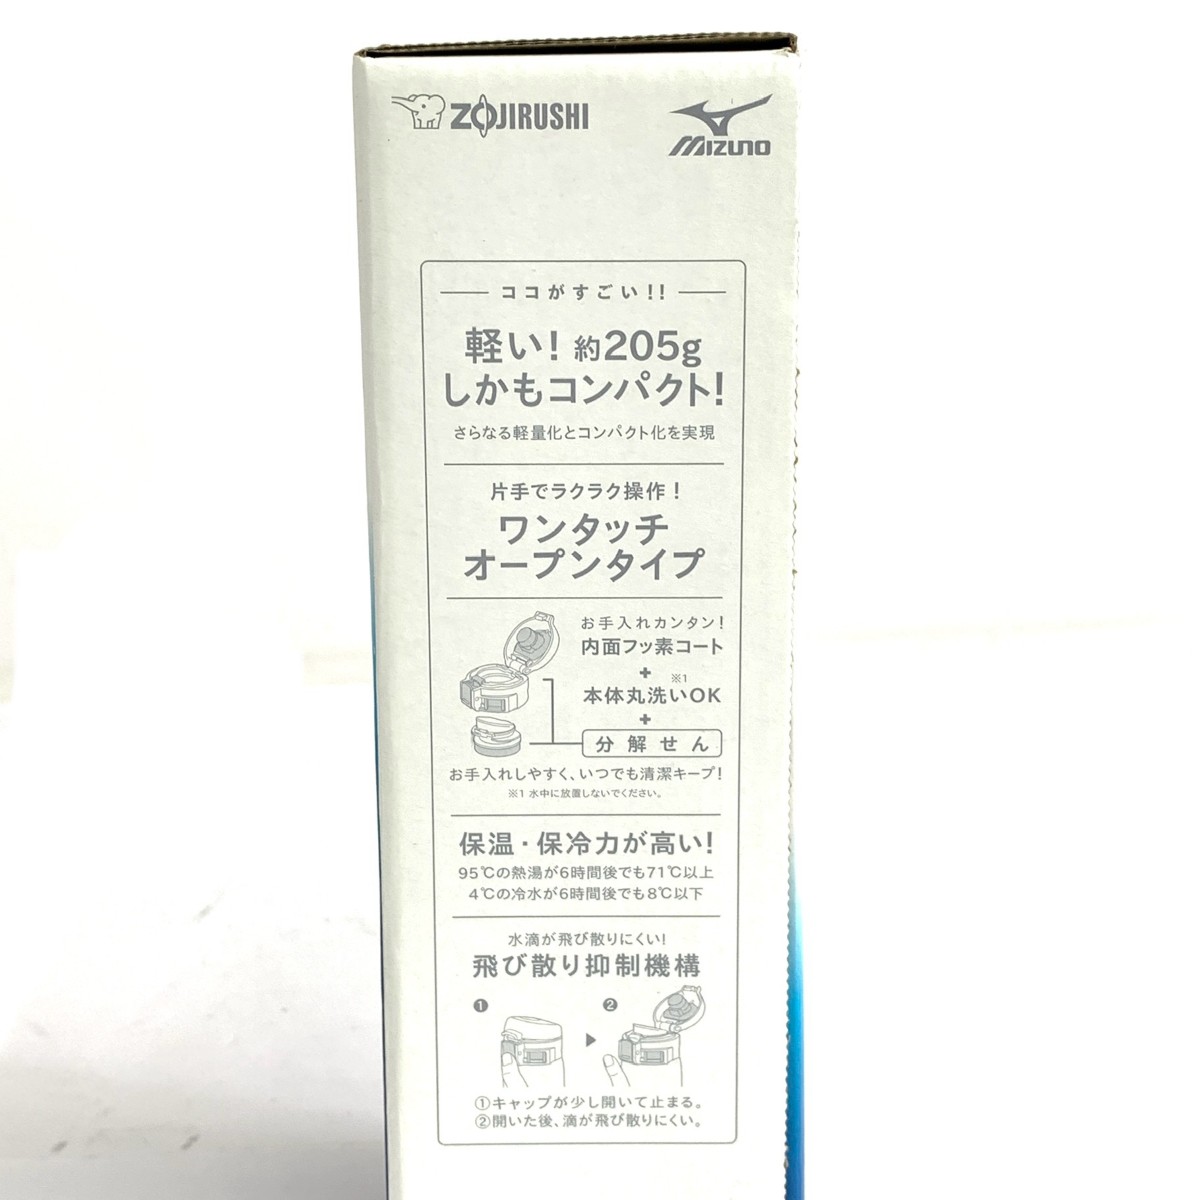 ZOJIRUSHI
MIZUNO
ココがすごい!!
軽い! 約205g
しかもコンパクト!
さらなる軽量化とコンパクト化を実現
片手でラクラク操作!
ワンタッチ
オープンタイプ
お手入れカンタン!
内面フッ素コート
+
※1
本体丸洗いOK
+
分解せん
お手入れしやすく、いつでも清潔キープ!
※1 水中に放置しないでください。
保温・保冷力が高い!
95℃の熱湯が6時間後でも71℃以上
4℃の冷水が6時間後でも8℃以下
水滴が飛び散りにくい!
飛び散り抑制機構
❶ ❷
①キャップが少し開いて止まる。
②開いた後、滴が飛び散りにくい。